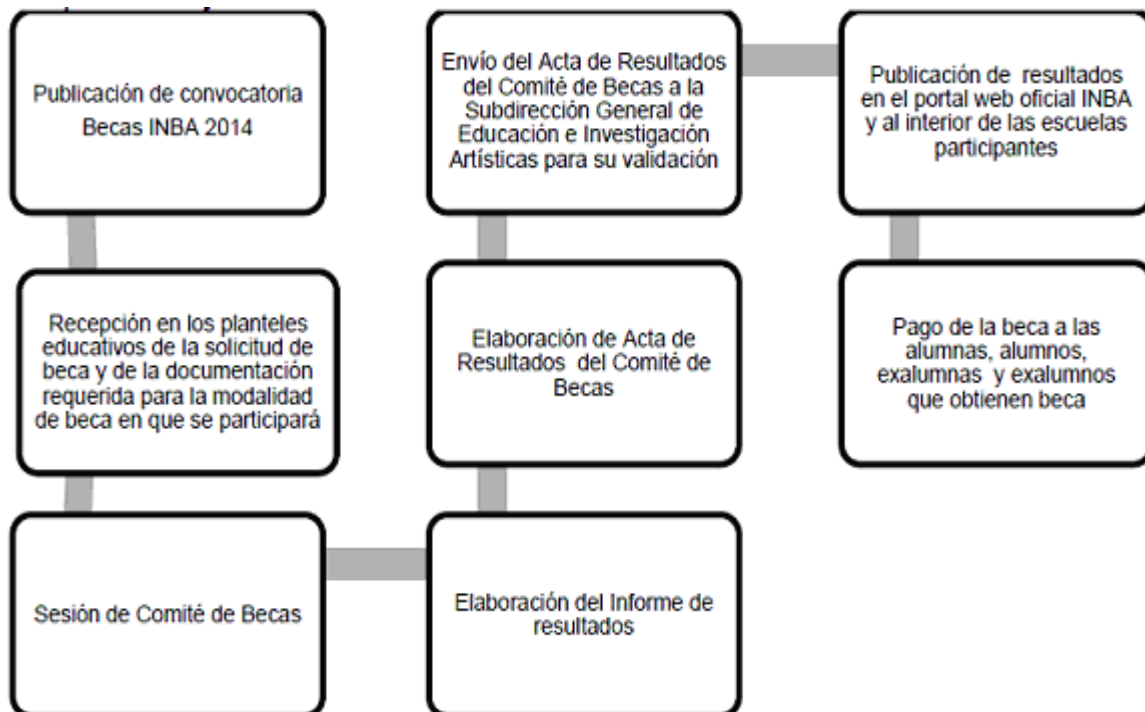 Publicación de convocatoria
Becas INBA 2014
Recepción en los planteles
educativos de la solicitud de
beca y de la documentación
requerida para la modalidad
de beca en que se participará
Sesión de Comité de Becas
Elaboración del Informe de
resultados
Elaboración de Acta de
Resultados del Comité de
Becas
Envío del Acta de Resultados
del Comité de Becas a la
Subdirección General de
Educación e Investigación
Artísticas para su validación
Publicación de resultados
en el portal web oficial INBA
y al interior de las escuelas
participantes
Pago de la beca a las
alumnas, alumnos,
exalumnas y exalumnos
que obtienen beca